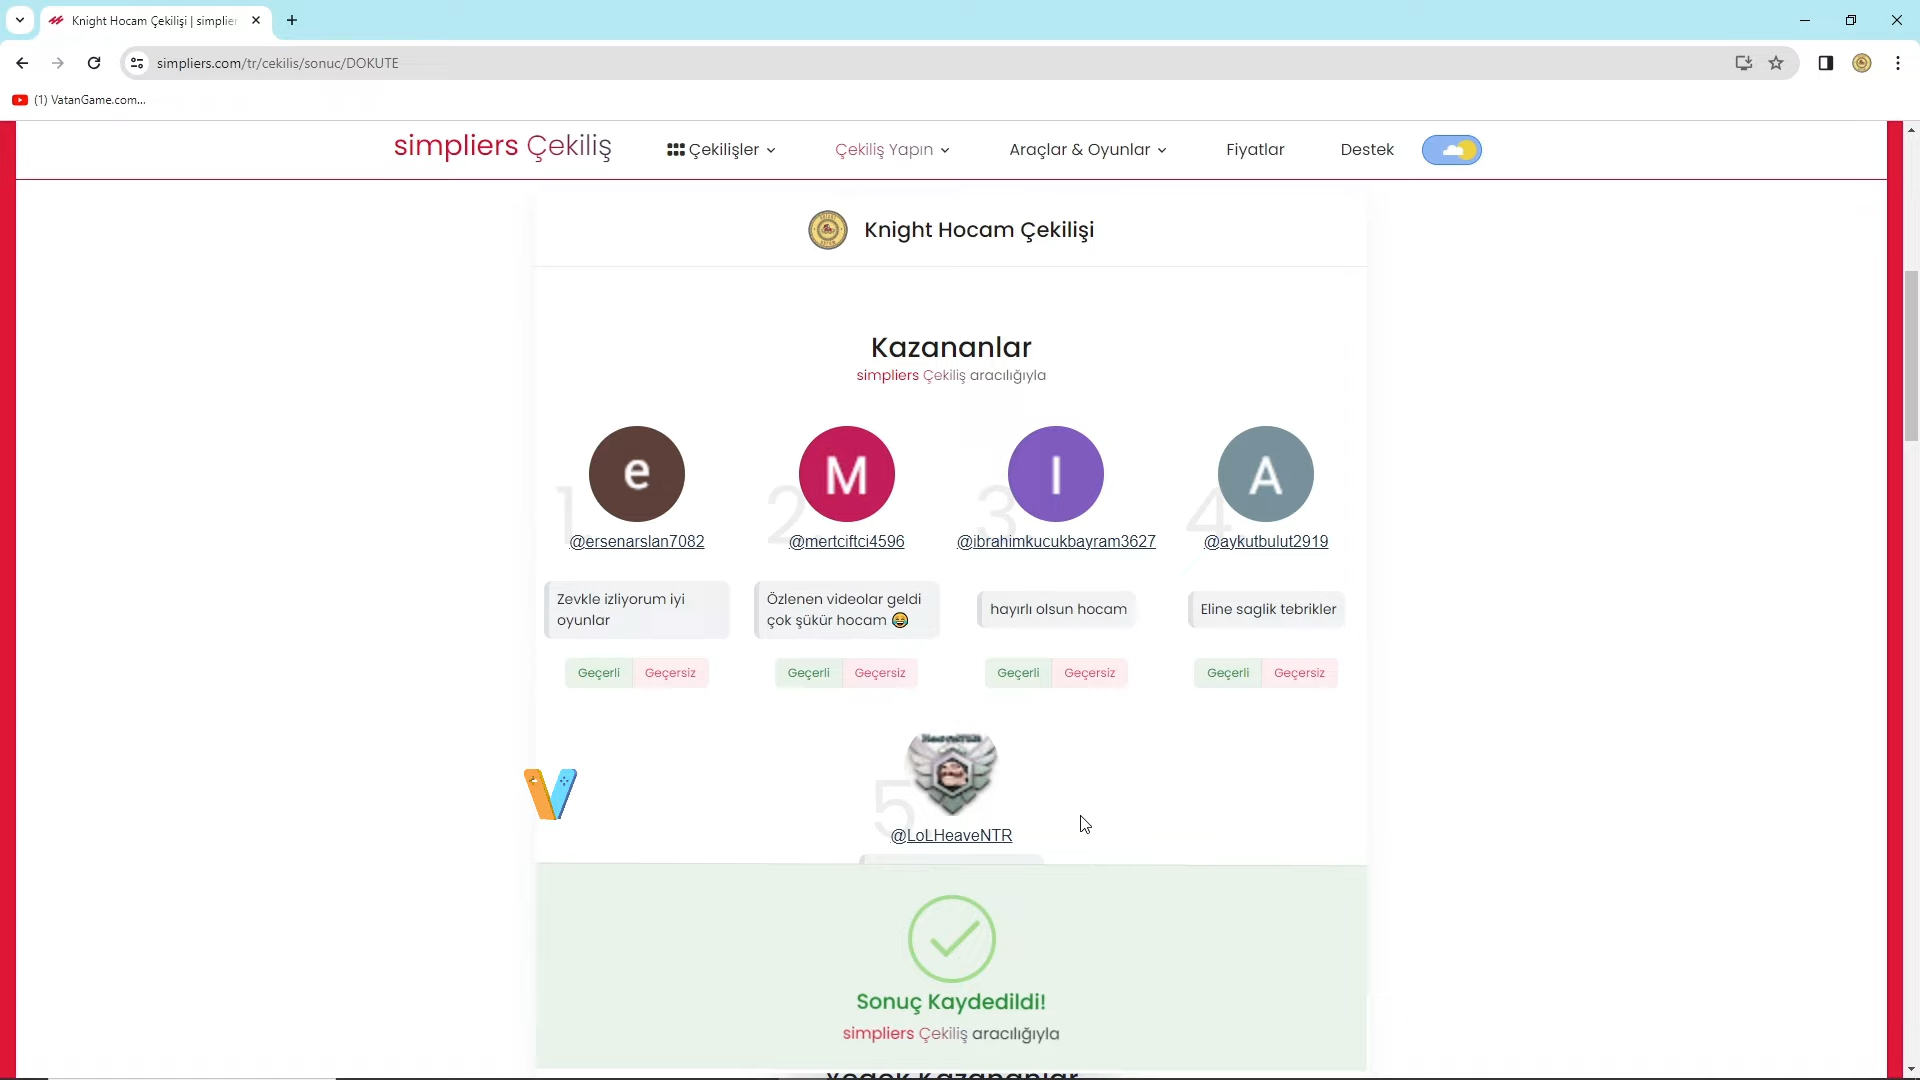 Knight Hocam Çekilişi | simplier
simpliers.com/tr/cekilis/sonuc/DOKUTE
(1) VatanGame.com...
simpliers Çekiliş
Çekilişler
Çekiliş Yapın
Araçlar & Oyunlar
Fiyatlar
Destek
Knight Hocam Çekilişi
Kazananlar
simpliers Çekiliş aracılığıyla
e
M
I
A
1
2
3
4
@ersenarslan7082
@mertciftci4596
@ibrahimkucukbayram3627
@aykutbulut2919
Zevkle izliyorum iyi
oyunlar
Özlenen videolar geldi
çok şükür hocam 😂
hayırlı olsun hocam
Eline saglik tebrikler
Geçerli Geçersiz
Geçerli Geçersiz
Geçerli Geçersiz
Geçerli Geçersiz
5
@LoLHeaveNTR
Sonuç Kaydedildi!
simpliers Çekiliş aracılığıyla
Yedek Kazananlar